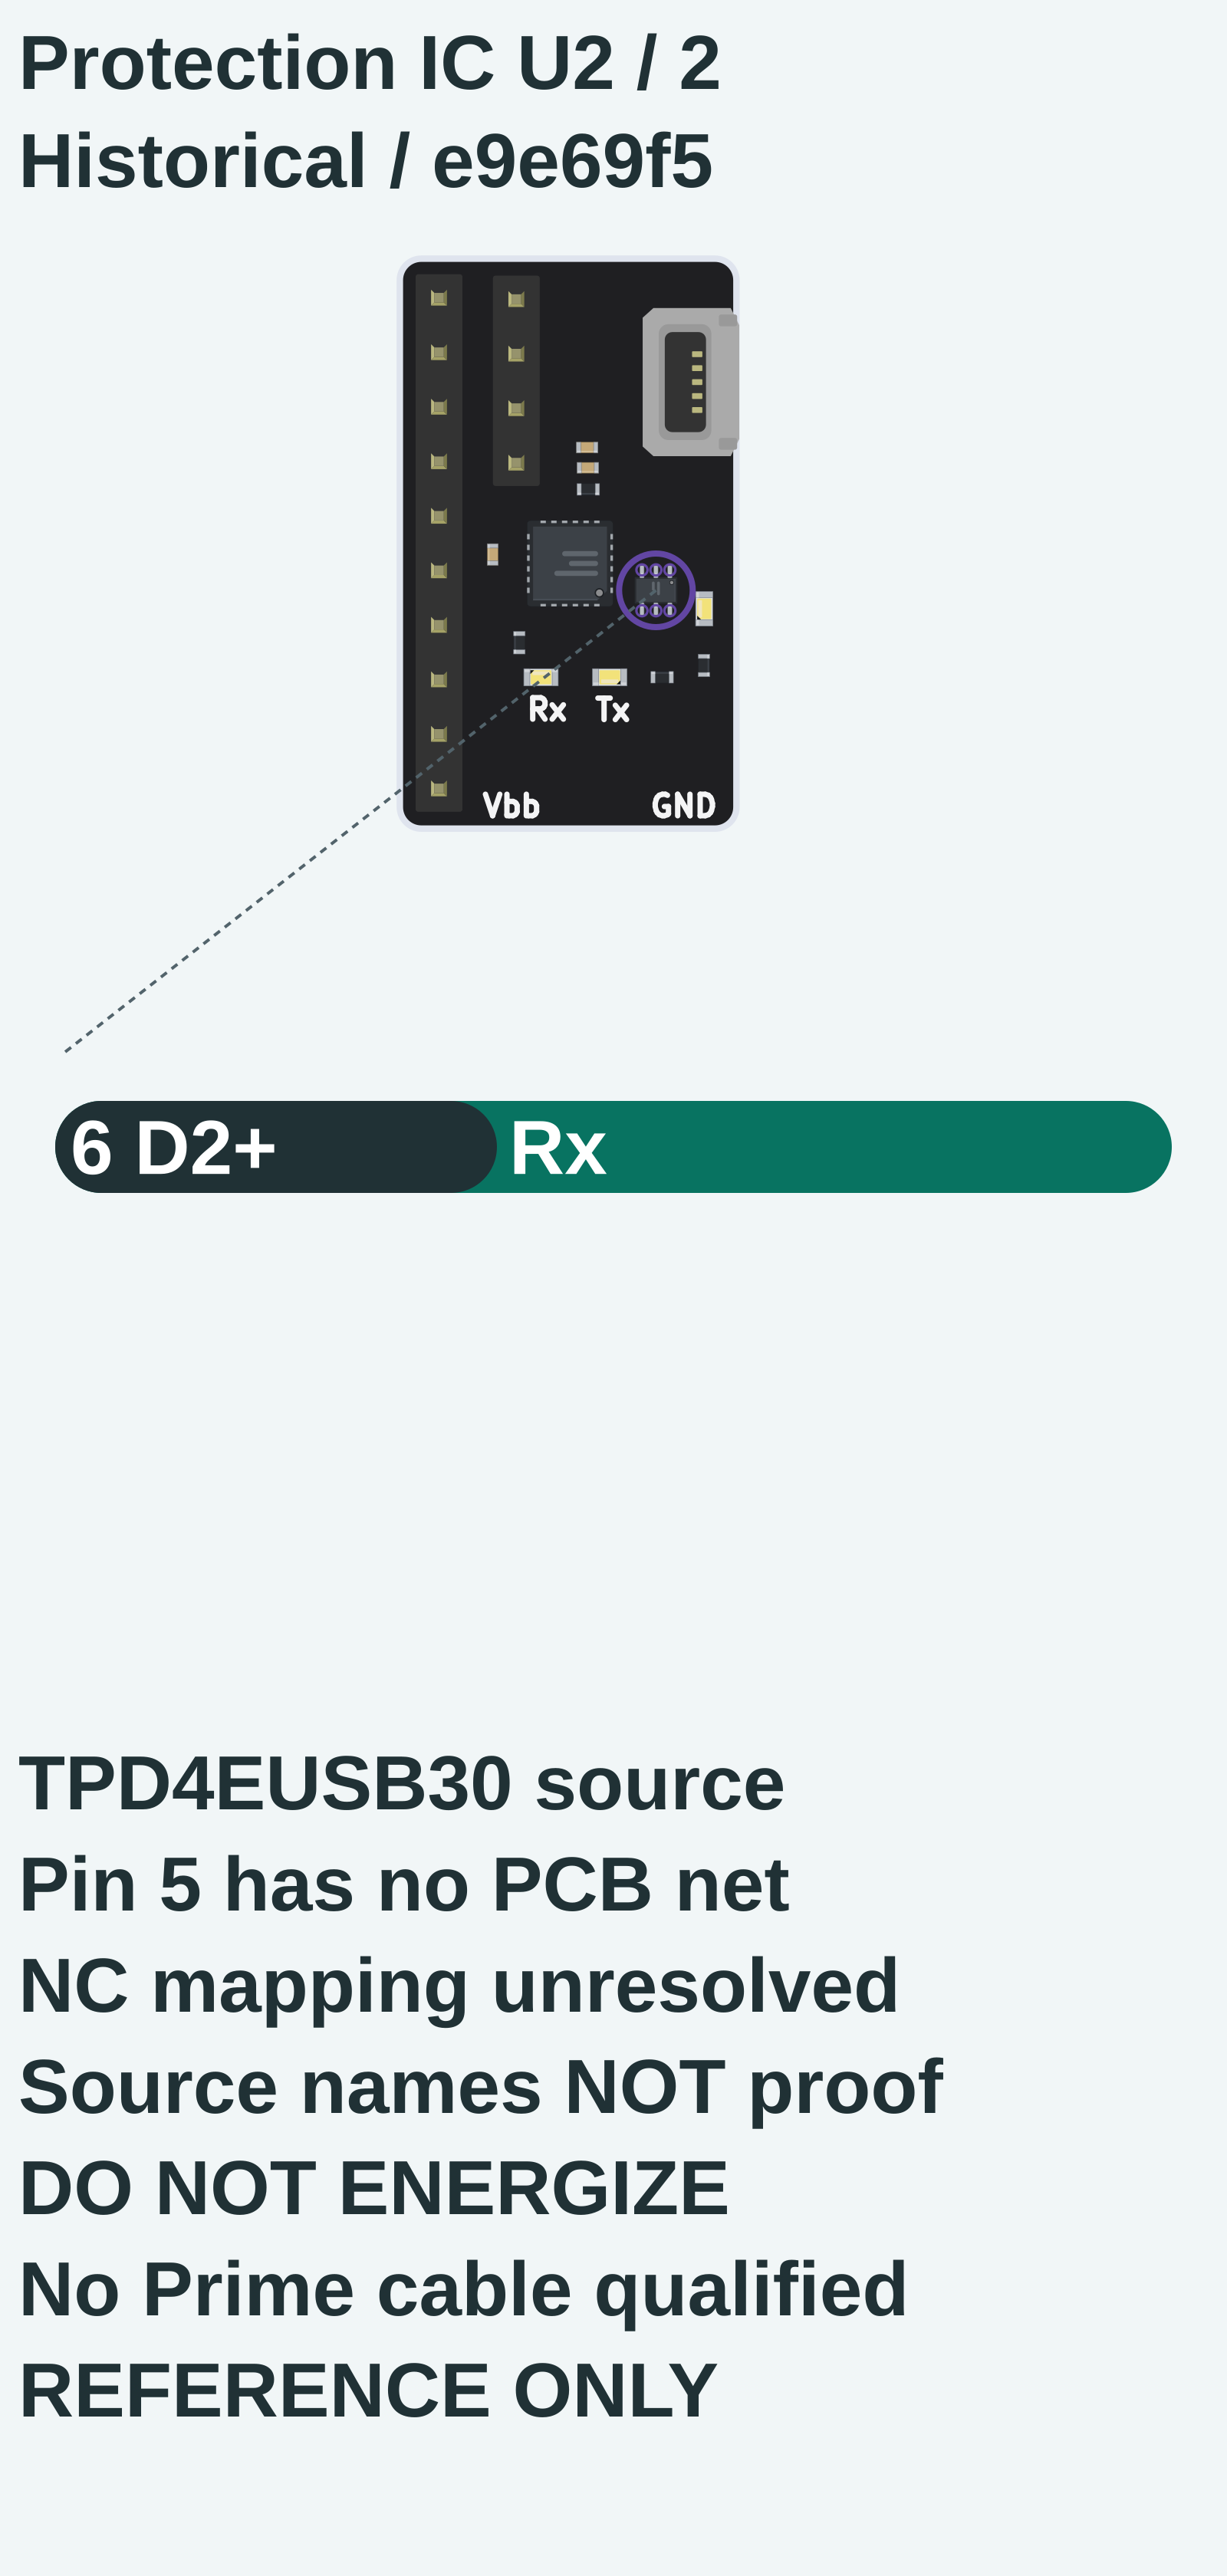 Protection IC U2 / 2
Historical / e9e69f5
Rx Tx
Vbb GND
6 D2+ Rx
TPD4EUSB30 source
Pin 5 has no PCB net
NC mapping unresolved
Source names NOT proof
DO NOT ENERGIZE
No Prime cable qualified
REFERENCE ONLY